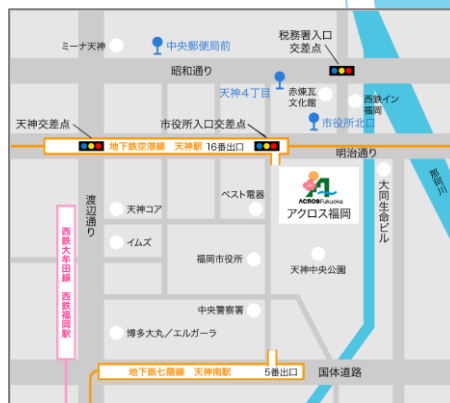 ミーナ天神
中央郵便局前
税務署入口
交差点
昭和通り
天神4丁目
赤煉瓦
文化館
西鉄イン
福岡
市役所北口
天神交差点
市役所入口交差点
地下鉄空港線 天神駅 16番出口
明治通り
那珂川
渡辺通り
天神コア
ベスト電器
ACROS Fukuoka
アクロス福岡
大同生命ビル
イムズ
福岡市役所
天神中央公園
西鉄大牟田線 西鉄福岡駅
中央警察署
博多大丸/エルガーラ
地下鉄七隈線 天神南駅 5番出口
国体道路